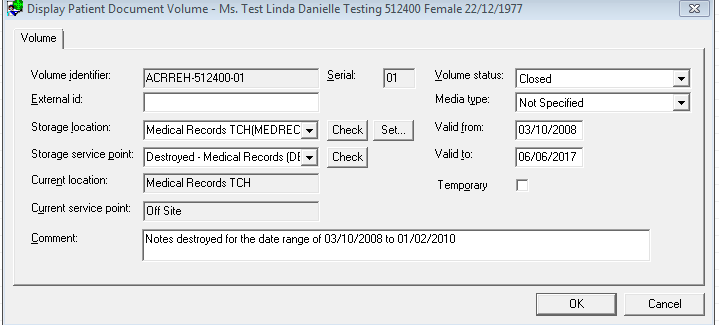 Display Patient Document Volume - Ms. Test Linda Danielle Testing 512400 Female 22/12/1977
Volume
Volume identifier: ACRREH-512400-01 Serial: 01 Volume status: Closed
External id: Media type: Not Specified
Storage location: Medical Records TCH(MEDREC Check Set... Valid from: 03/10/2008
Storage service point: Destroyed - Medical Records (DE Check Valid to: 06/06/2017
Current location: Medical Records TCH Temporary
Current service point: Off Site
Comment: Notes destroyed for the date range of 03/10/2008 to 01/02/2010
OK Cancel